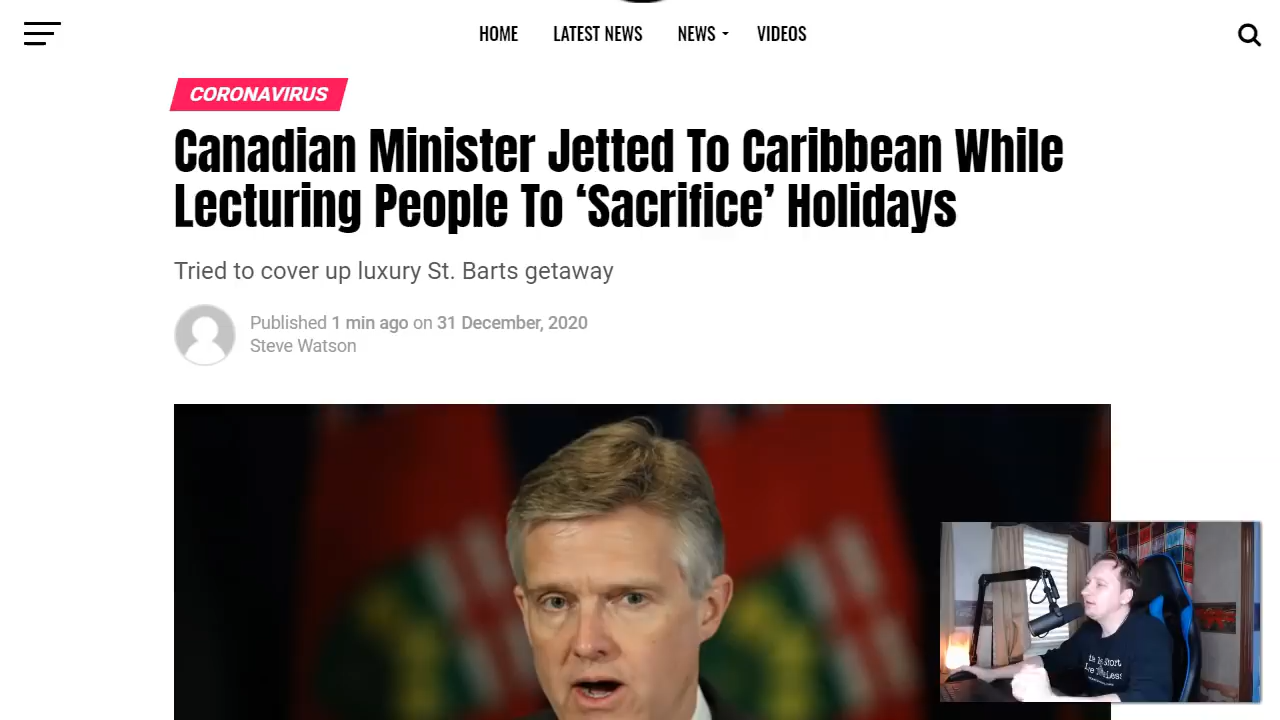 HOME LATEST NEWS NEWS VIDEOS
CORONAVIRUS
Canadian Minister Jetted To Caribbean While
Lecturing People To ‘Sacrifice’ Holidays
Tried to cover up luxury St. Barts getaway
Published 1 min ago on 31 December, 2020
Steve Watson